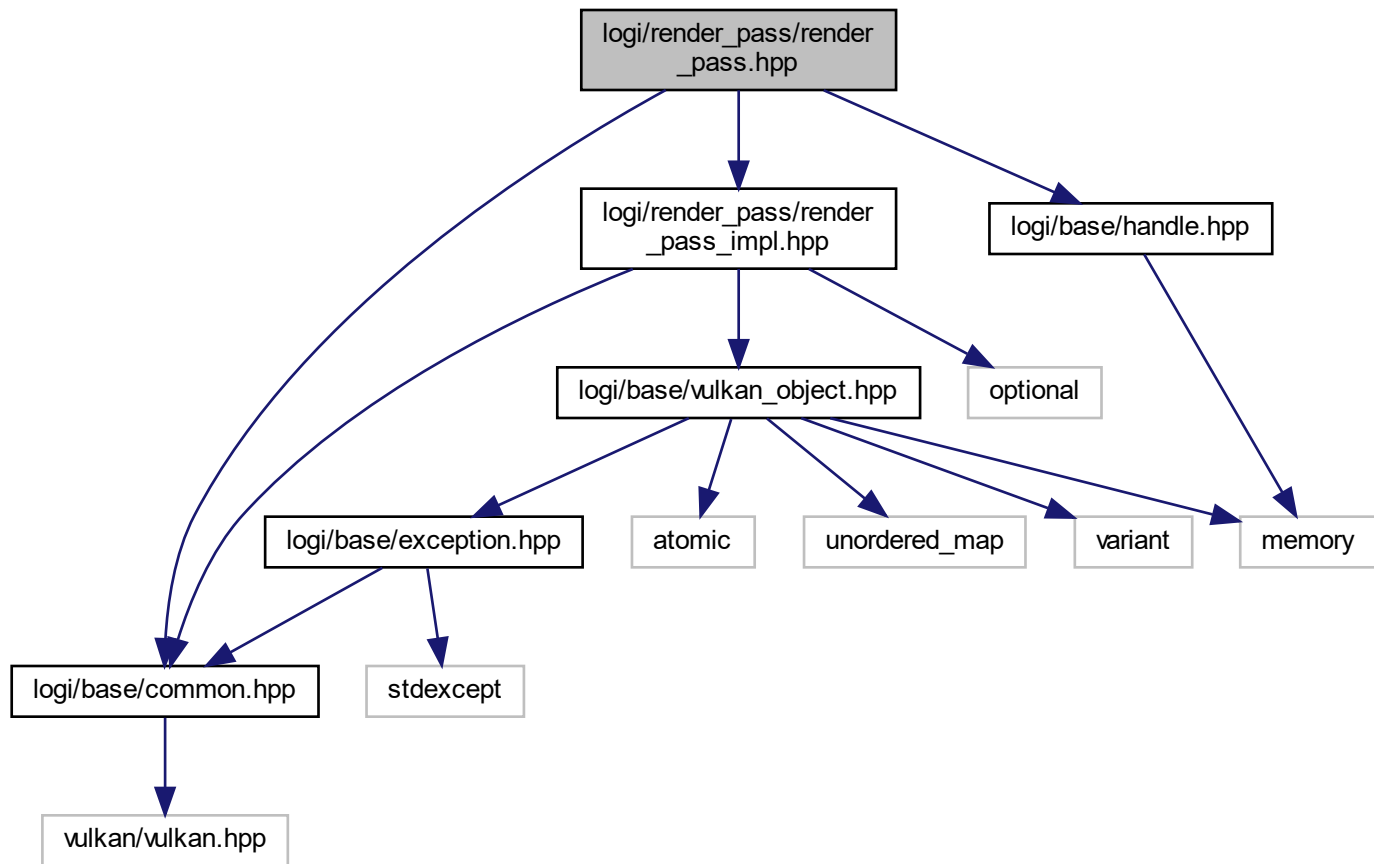 logi/render_pass/render
_pass.hpp
logi/render_pass/render
_pass_impl.hpp
logi/base/handle.hpp
logi/base/vulkan_object.hpp
optional
logi/base/exception.hpp
atomic
unordered_map
variant
memory
logi/base/common.hpp
stdexcept
vulkan/vulkan.hpp